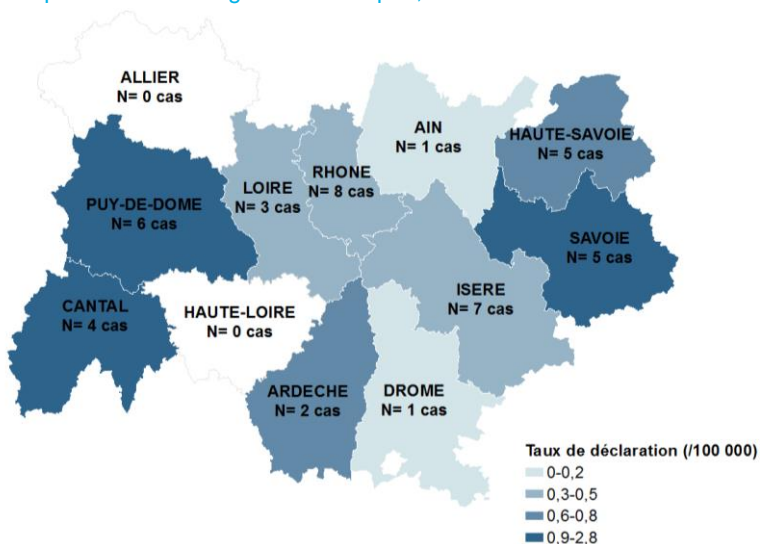 ALLIER
N= 0 cas
AIN
N= 1 cas
HAUTE-SAVOIE
N= 5 cas
PUY-DE-DOME
N= 6 cas
LOIRE
N= 3 cas
RHONE
N= 8 cas
SAVOIE
N= 5 cas
CANTAL
N= 4 cas
HAUTE-LOIRE
N= 0 cas
ISERE
N= 7 cas
ARDECHE
N= 2 cas
DROME
N= 1 cas
Taux de déclaration (/100 000)
0-0,2
0,3-0,5
0,6-0,8
0,9-2,8